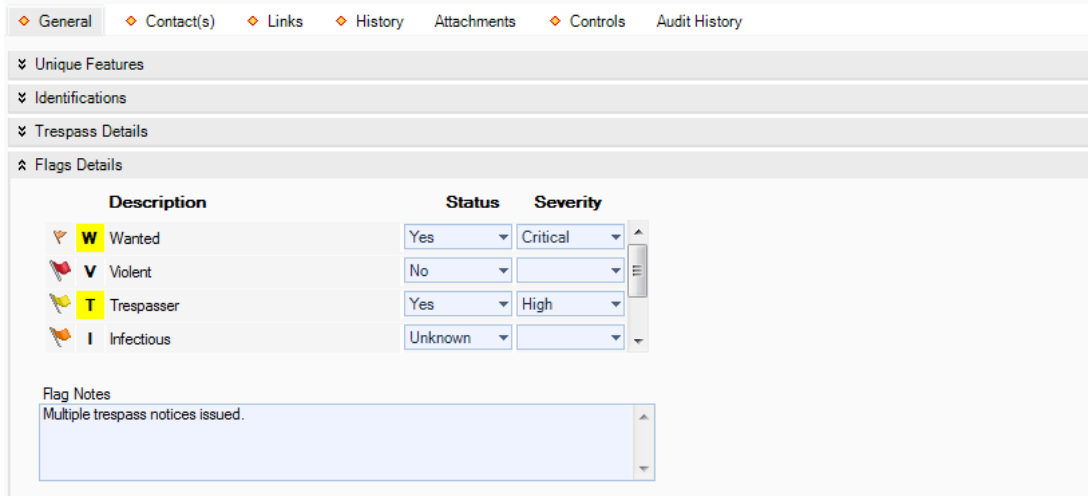 General Contact(s) Links History Attachments Controls Audit History
Unique Features
Identifications
Trespass Details
Flags Details
Description Status Severity
W Wanted Yes Critical
V Violent No
T Trespasser Yes High
I Infectious Unknown
Flag Notes
Multiple trespass notices issued.